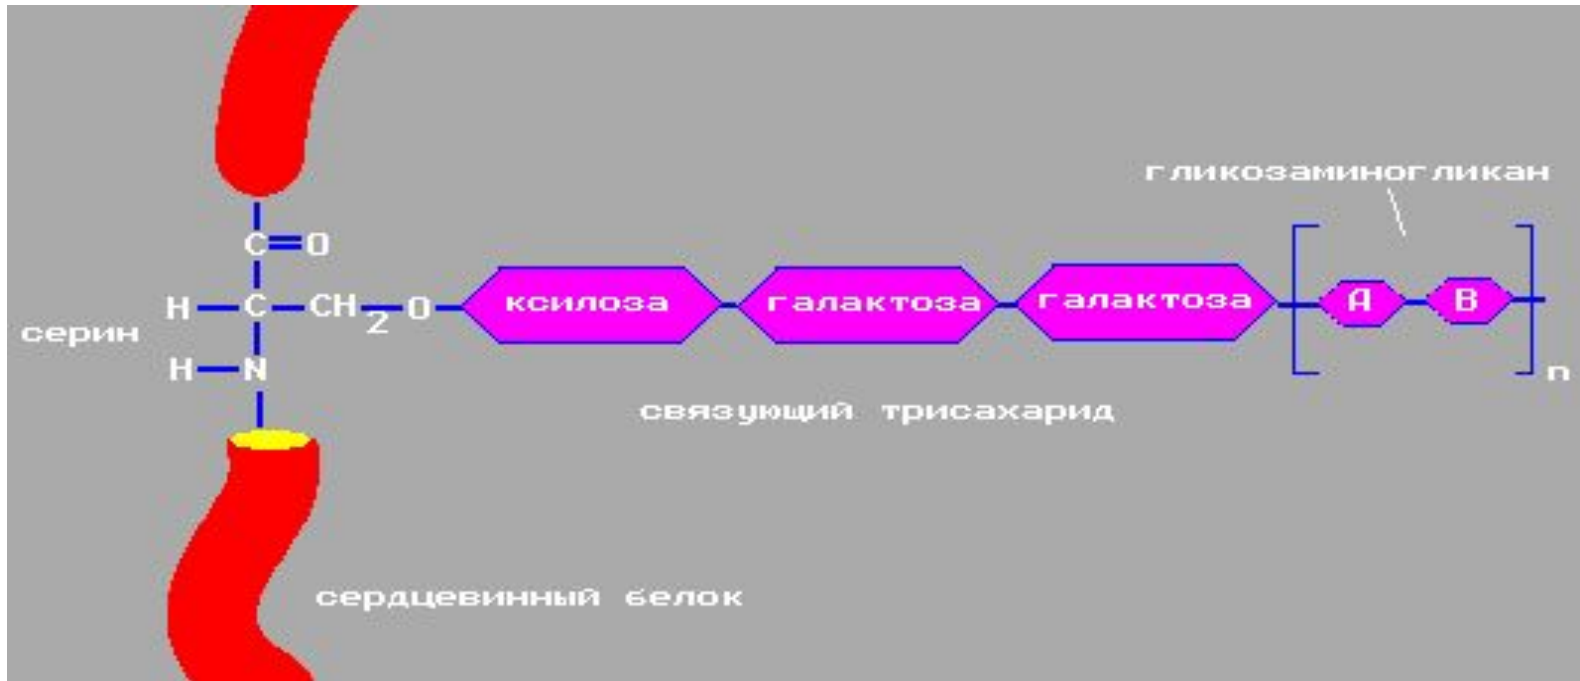 гликозаминогликан
C=O
H-C-CH2-O ксилоза галактоза галактоза [A B]n
серин
H-N
связующий трисахарид
сердцевинный белок